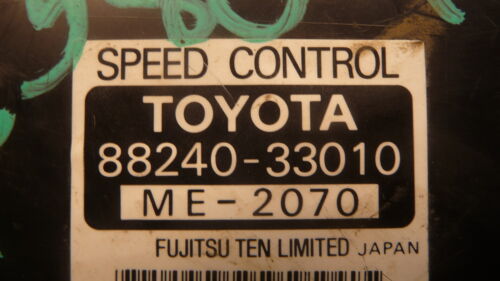 SPEED CONTROL
TOYOTA
88240-33010
ME-2070
FUJITSU TEN LIMITED JAPAN